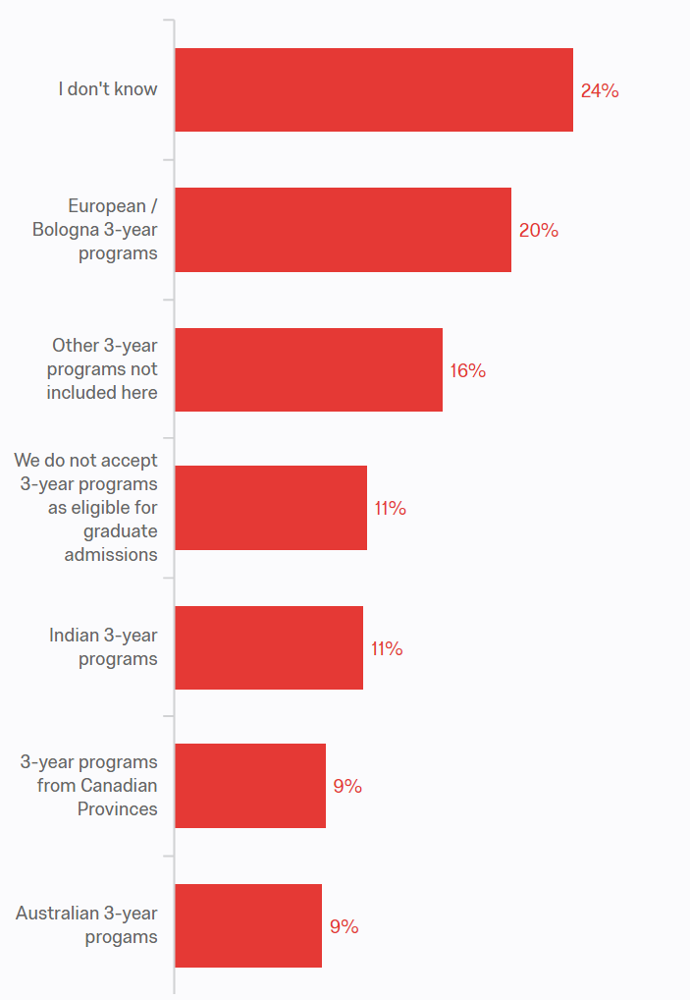 I don't know
24%
European /
Bologna 3-year
programs
20%
Other 3-year
programs not
included here
16%
We do not accept
3-year programs
as eligible for
graduate
admissions
11%
Indian 3-year
programs
11%
3-year programs
from Canadian
Provinces
9%
Australian 3-year
progams
9%